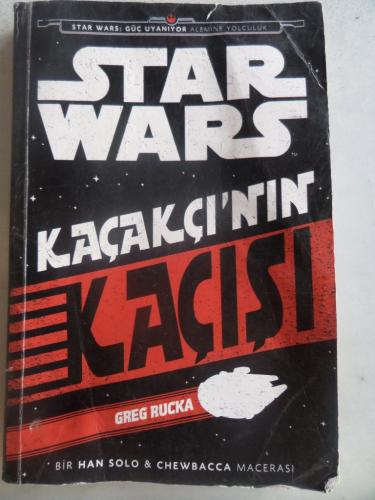 STAR WARS: GÜÇ UYANIYOR ALEMİNE YOLCULUK
STAR
WARS
TM
KAÇAKÇI'NIN
KAÇIŞI
GREG RUCKA
BİR HAN SOLO & CHEWBACCA MACERASI